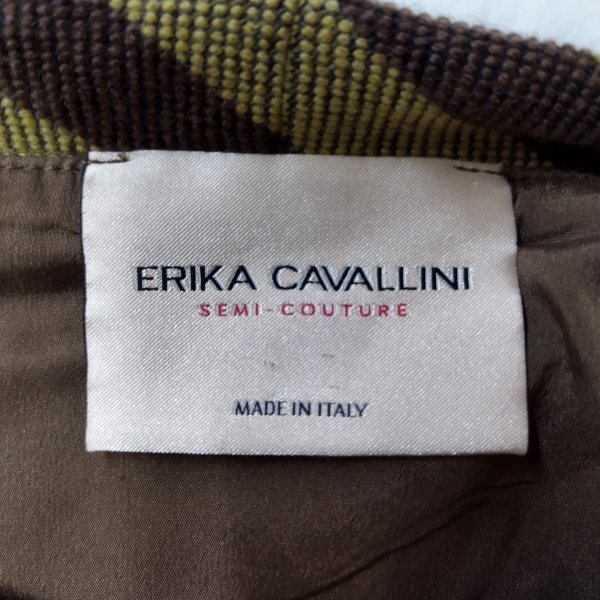 ERIKA CAVALLINI
SEMI-COUTURE
MADE IN ITALY